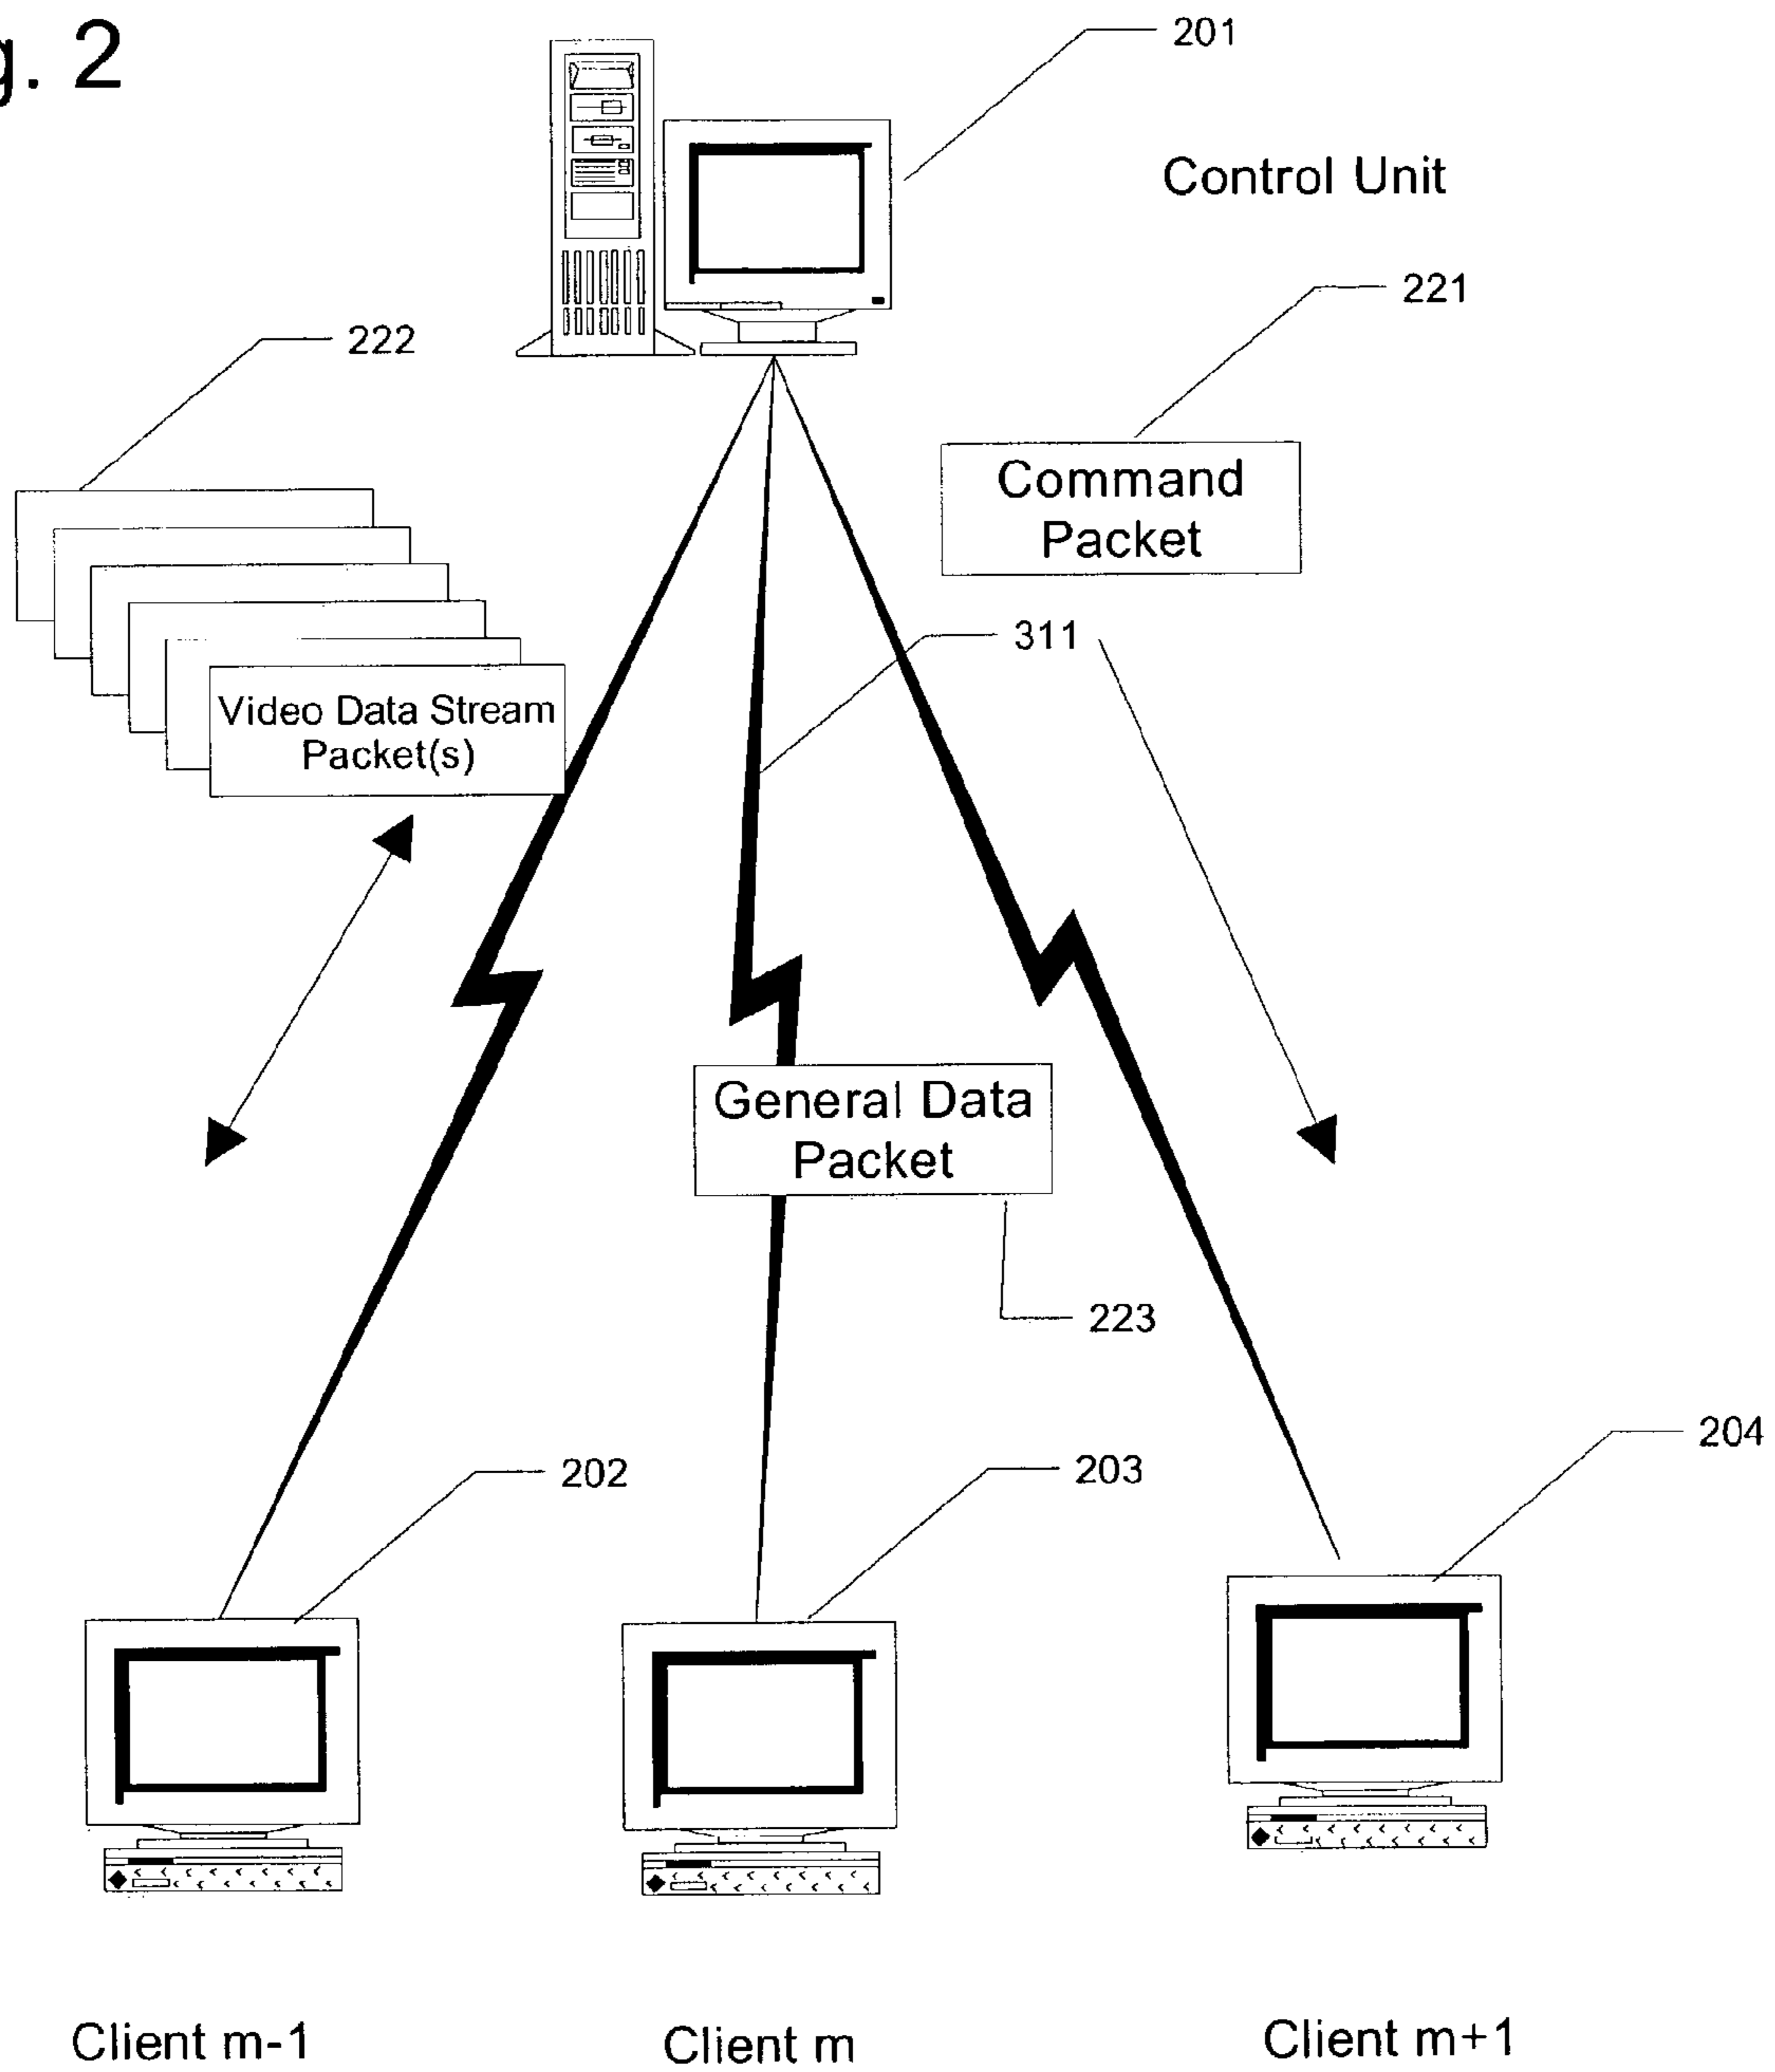 g. 2
201
Control Unit
221
222
Command
Packet
311
Video Data Stream
Packet(s)
General Data
Packet
223
204
202
203
Client m-1
Client m
Client m+1